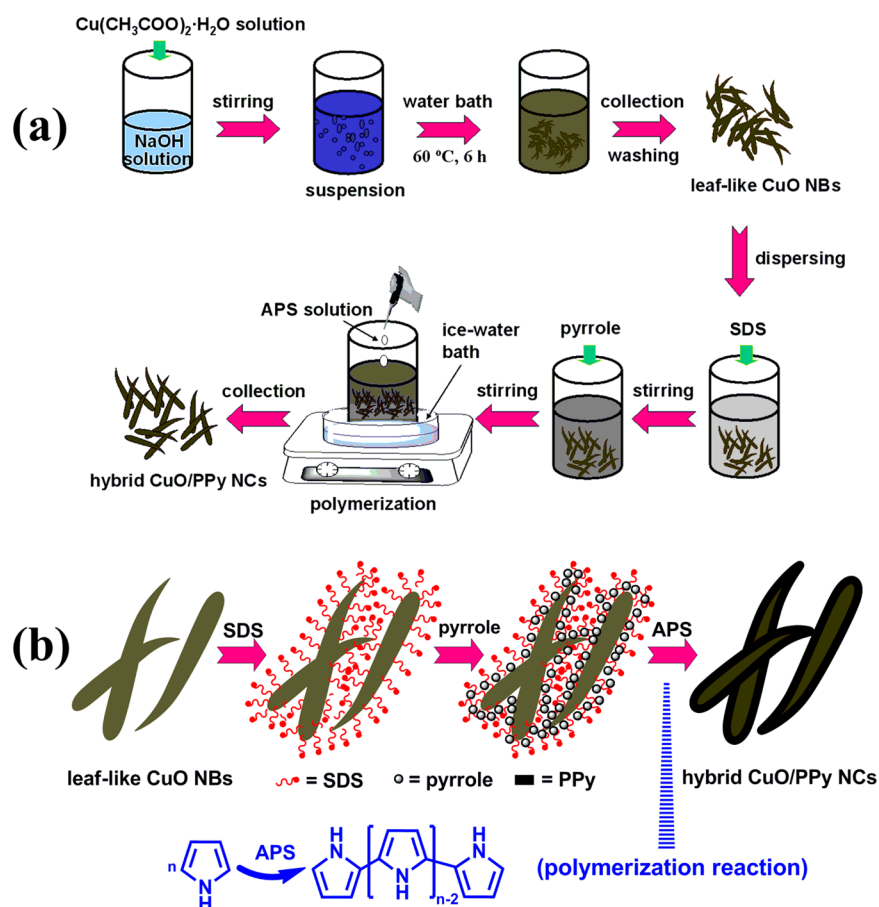 Cu(CH3COO)2·H2O solution
(a)
NaOH
solution
stirring
suspension
water bath
60 °C, 6 h
collection
washing
leaf-like CuO NBs
dispersing
SDS
stirring
pyrrole
stirring
APS solution
ice-water
bath
polymerization
collection
hybrid CuO/PPy NCs
(b)
SDS
pyrrole
APS
leaf-like CuO NBs
= SDS
= pyrrole
= PPy
hybrid CuO/PPy NCs
n
N
H
APS
H
N
N
H
n-2
H
N
(polymerization reaction)